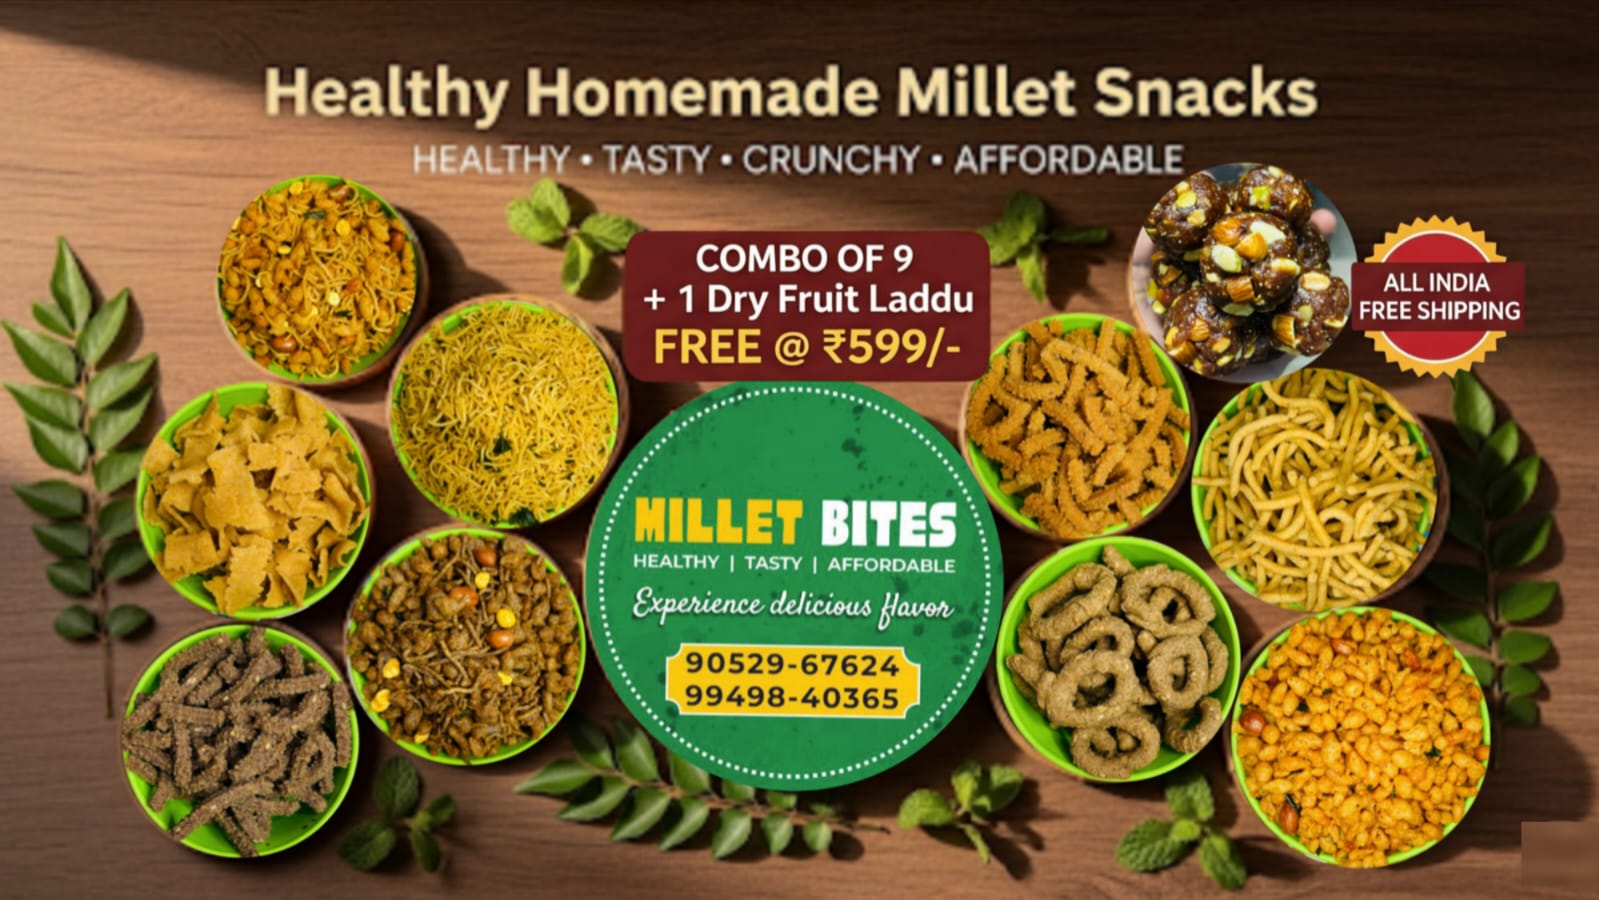 Healthy Homemade Millet Snacks
HEALTHY • TASTY • CRUNCHY • AFFORDABLE
COMBO OF 9
+ 1 Dry Fruit Laddu
FREE @ ₹599/-
ALL INDIA
FREE SHIPPING
MILLET BITES
HEALTHY | TASTY | AFFORDABLE
Experience delicious flavor
90529-67624
99498-40365